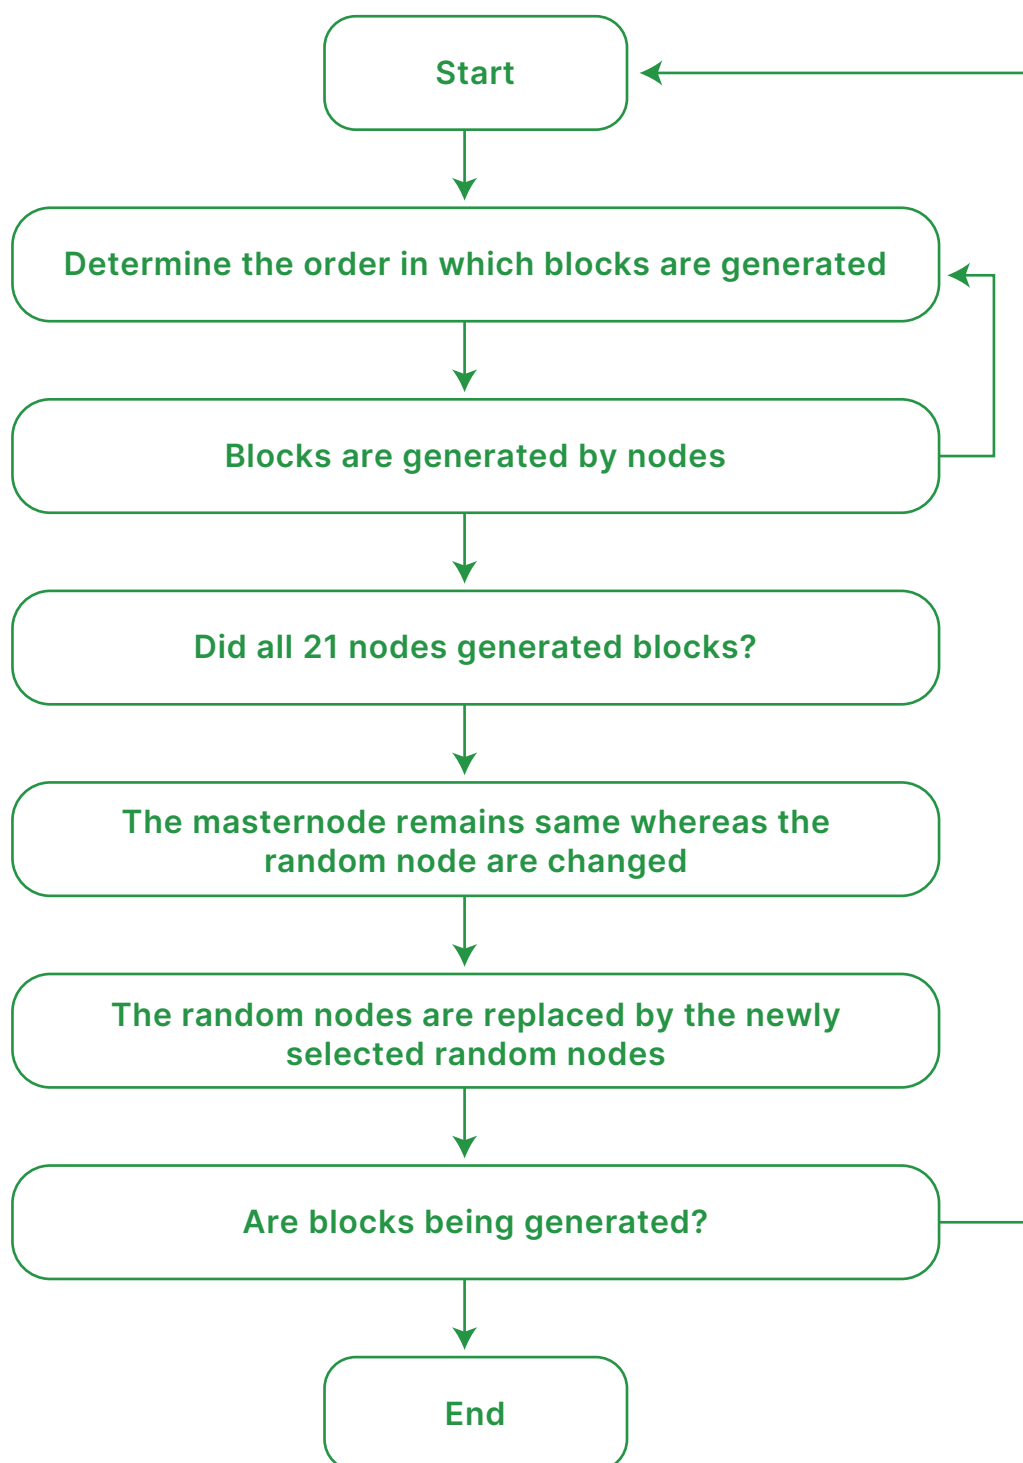 Start
Determine the order in which blocks are generated
Blocks are generated by nodes
Did all 21 nodes generated blocks?
The masternode remains same whereas the
random node are changed
The random nodes are replaced by the newly
selected random nodes
Are blocks being generated?
End